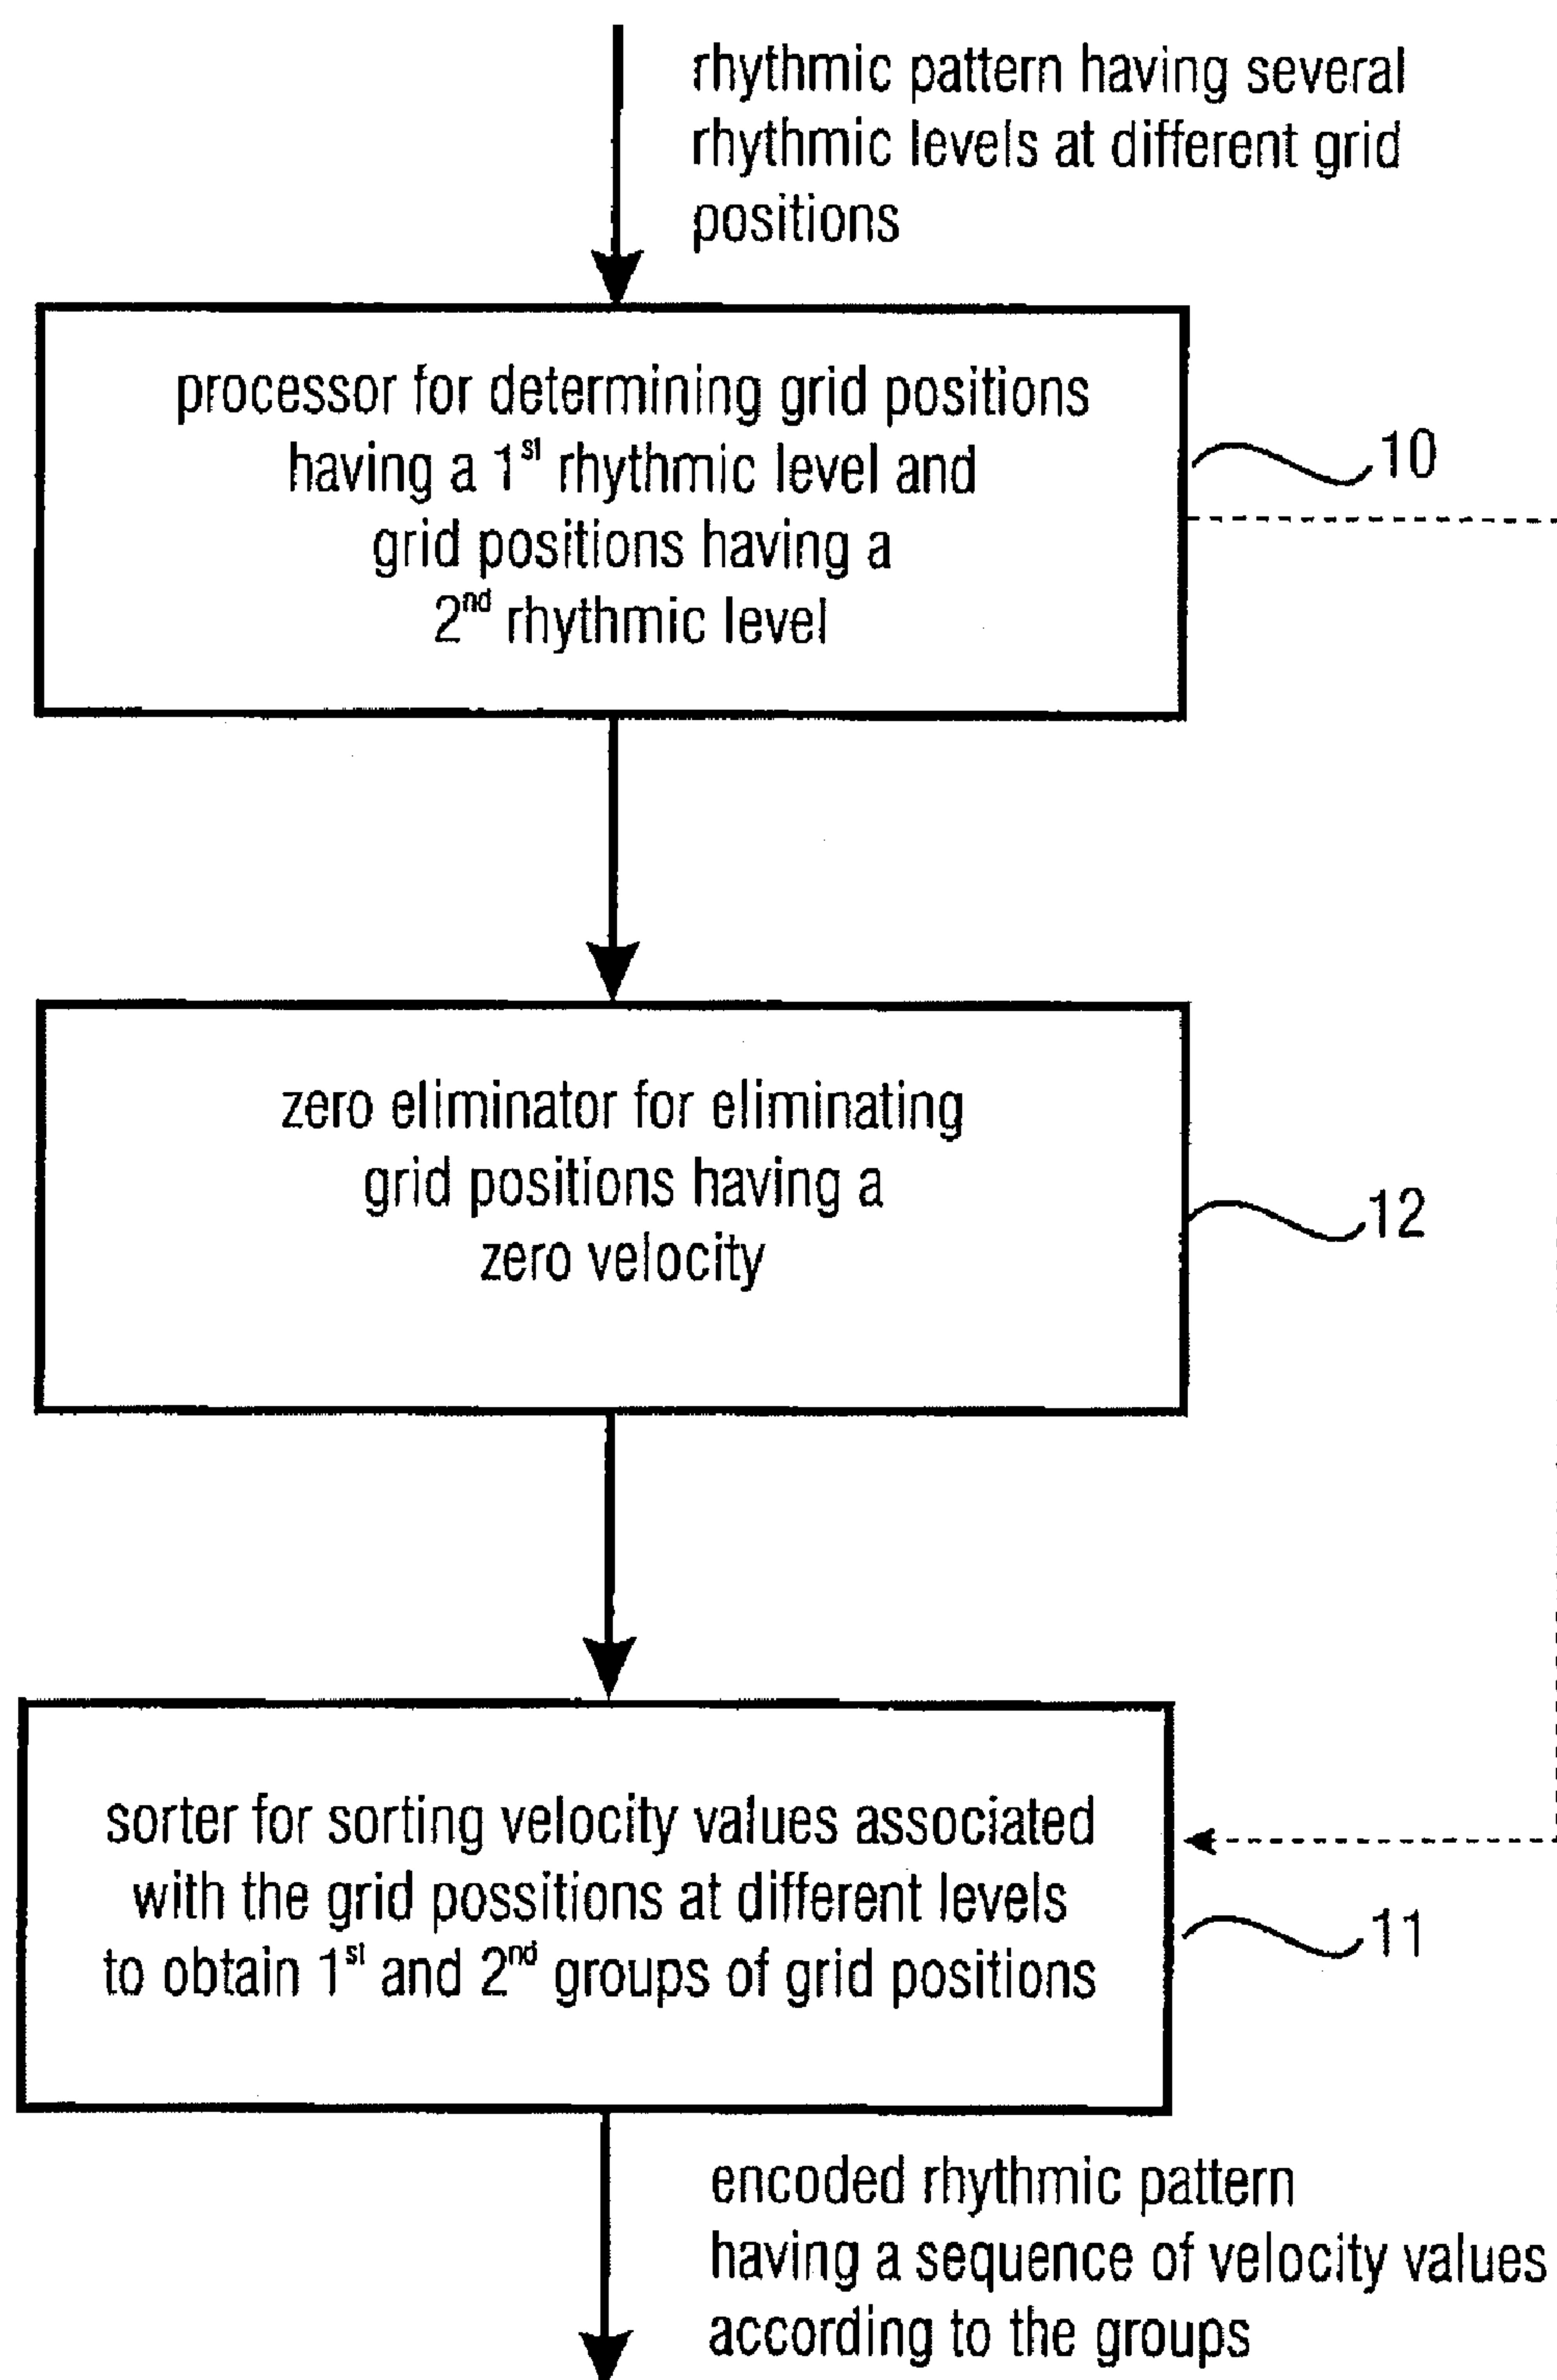 rhythmic pattern having several
rhythmic levels at different grid
positions
processor for determining grid positions
having a 1st rhythmic level and
grid positions having a
2nd rhythmic level
10
zero eliminator for eliminating
grid positions having a
zero velocity
12
sorter for sorting velocity values associated
with the grid possitions at different levels
to obtain 1st and 2nd groups of grid positions
11
encoded rhythmic pattern
having a sequence of velocity values
according to the groups